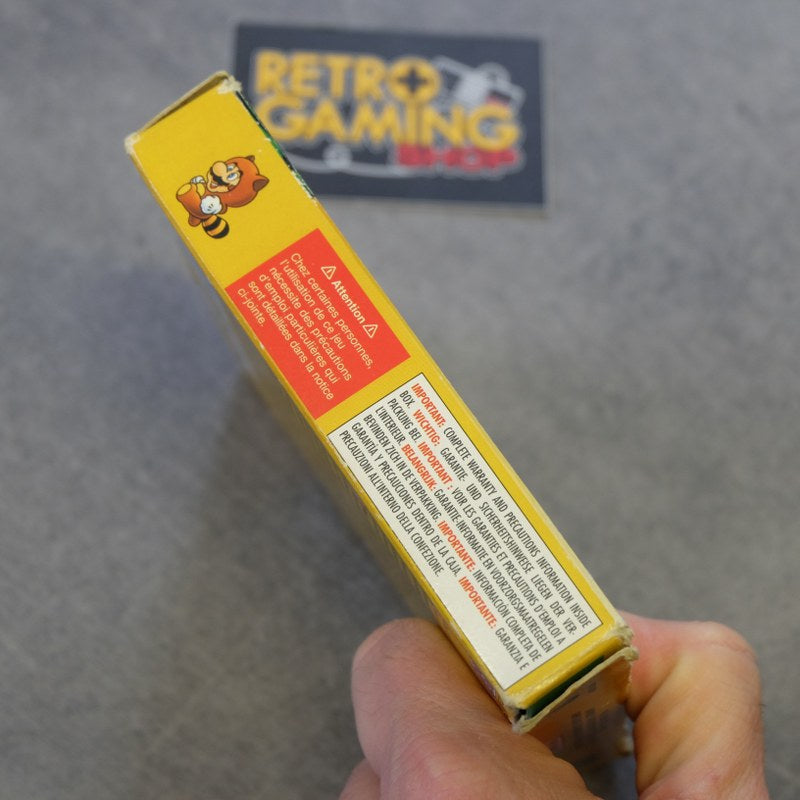 RETRO
GAMING
SHOP
⚠ Attention ⚠
Chez certaines personnes,
l'utilisation de ce jeu
nécessite des précautions
d'emploi particulières qui
sont détaillées dans la notice
ci-jointe.
IMPORTANT: COMPLETE WARRANTY AND PRECAUTIONS INFORMATION INSIDE
BOX. WICHTIG: GARANTIE- UND SICHERHEITSHINWEISE LIEGEN DER VER-
PACKUNG BEI. IMPORTANT : VOIR LES GARANTIES ET PRECAUTIONS D'EMPLOI A
L'INTERIEUR. BELANGRIJK: GARANTIE-INFORMATIE EN VOORZORGSMAATREGELEN
BEVINDEN ZICH IN DE VERPAKKING. IMPORTANTE: INFORMACIÓN COMPLETA DE
GARANTIA Y PRECAUCIONES DENTRO DE LA CAJA. IMPORTANTE: GARANZIA E
PRECAUZIONI ALL'INTERNO DELLA CONFEZIONE.